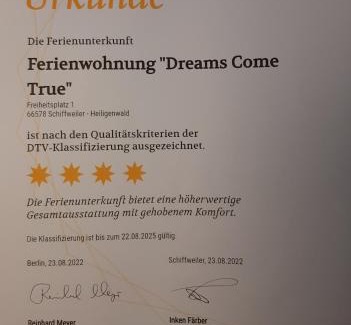 Urkunde
Die Ferienunterkunft
Ferienwohnung "Dreams Come
True"
Freiheitsplatz 1
66578 Schiffweiler - Heiligenwald
ist nach den Qualitätskriterien der
DTV-Klassifizierung ausgezeichnet.
Die Ferienunterkunft bietet eine höherwertige
Gesamtausstattung mit gehobenem Komfort.
Die Klassifizierung ist bis zum 22.08.2025 gültig.
Berlin, 23.08.2022
Schiffweiler, 23.08.2022
Reinhard Meyer
Inken Färber